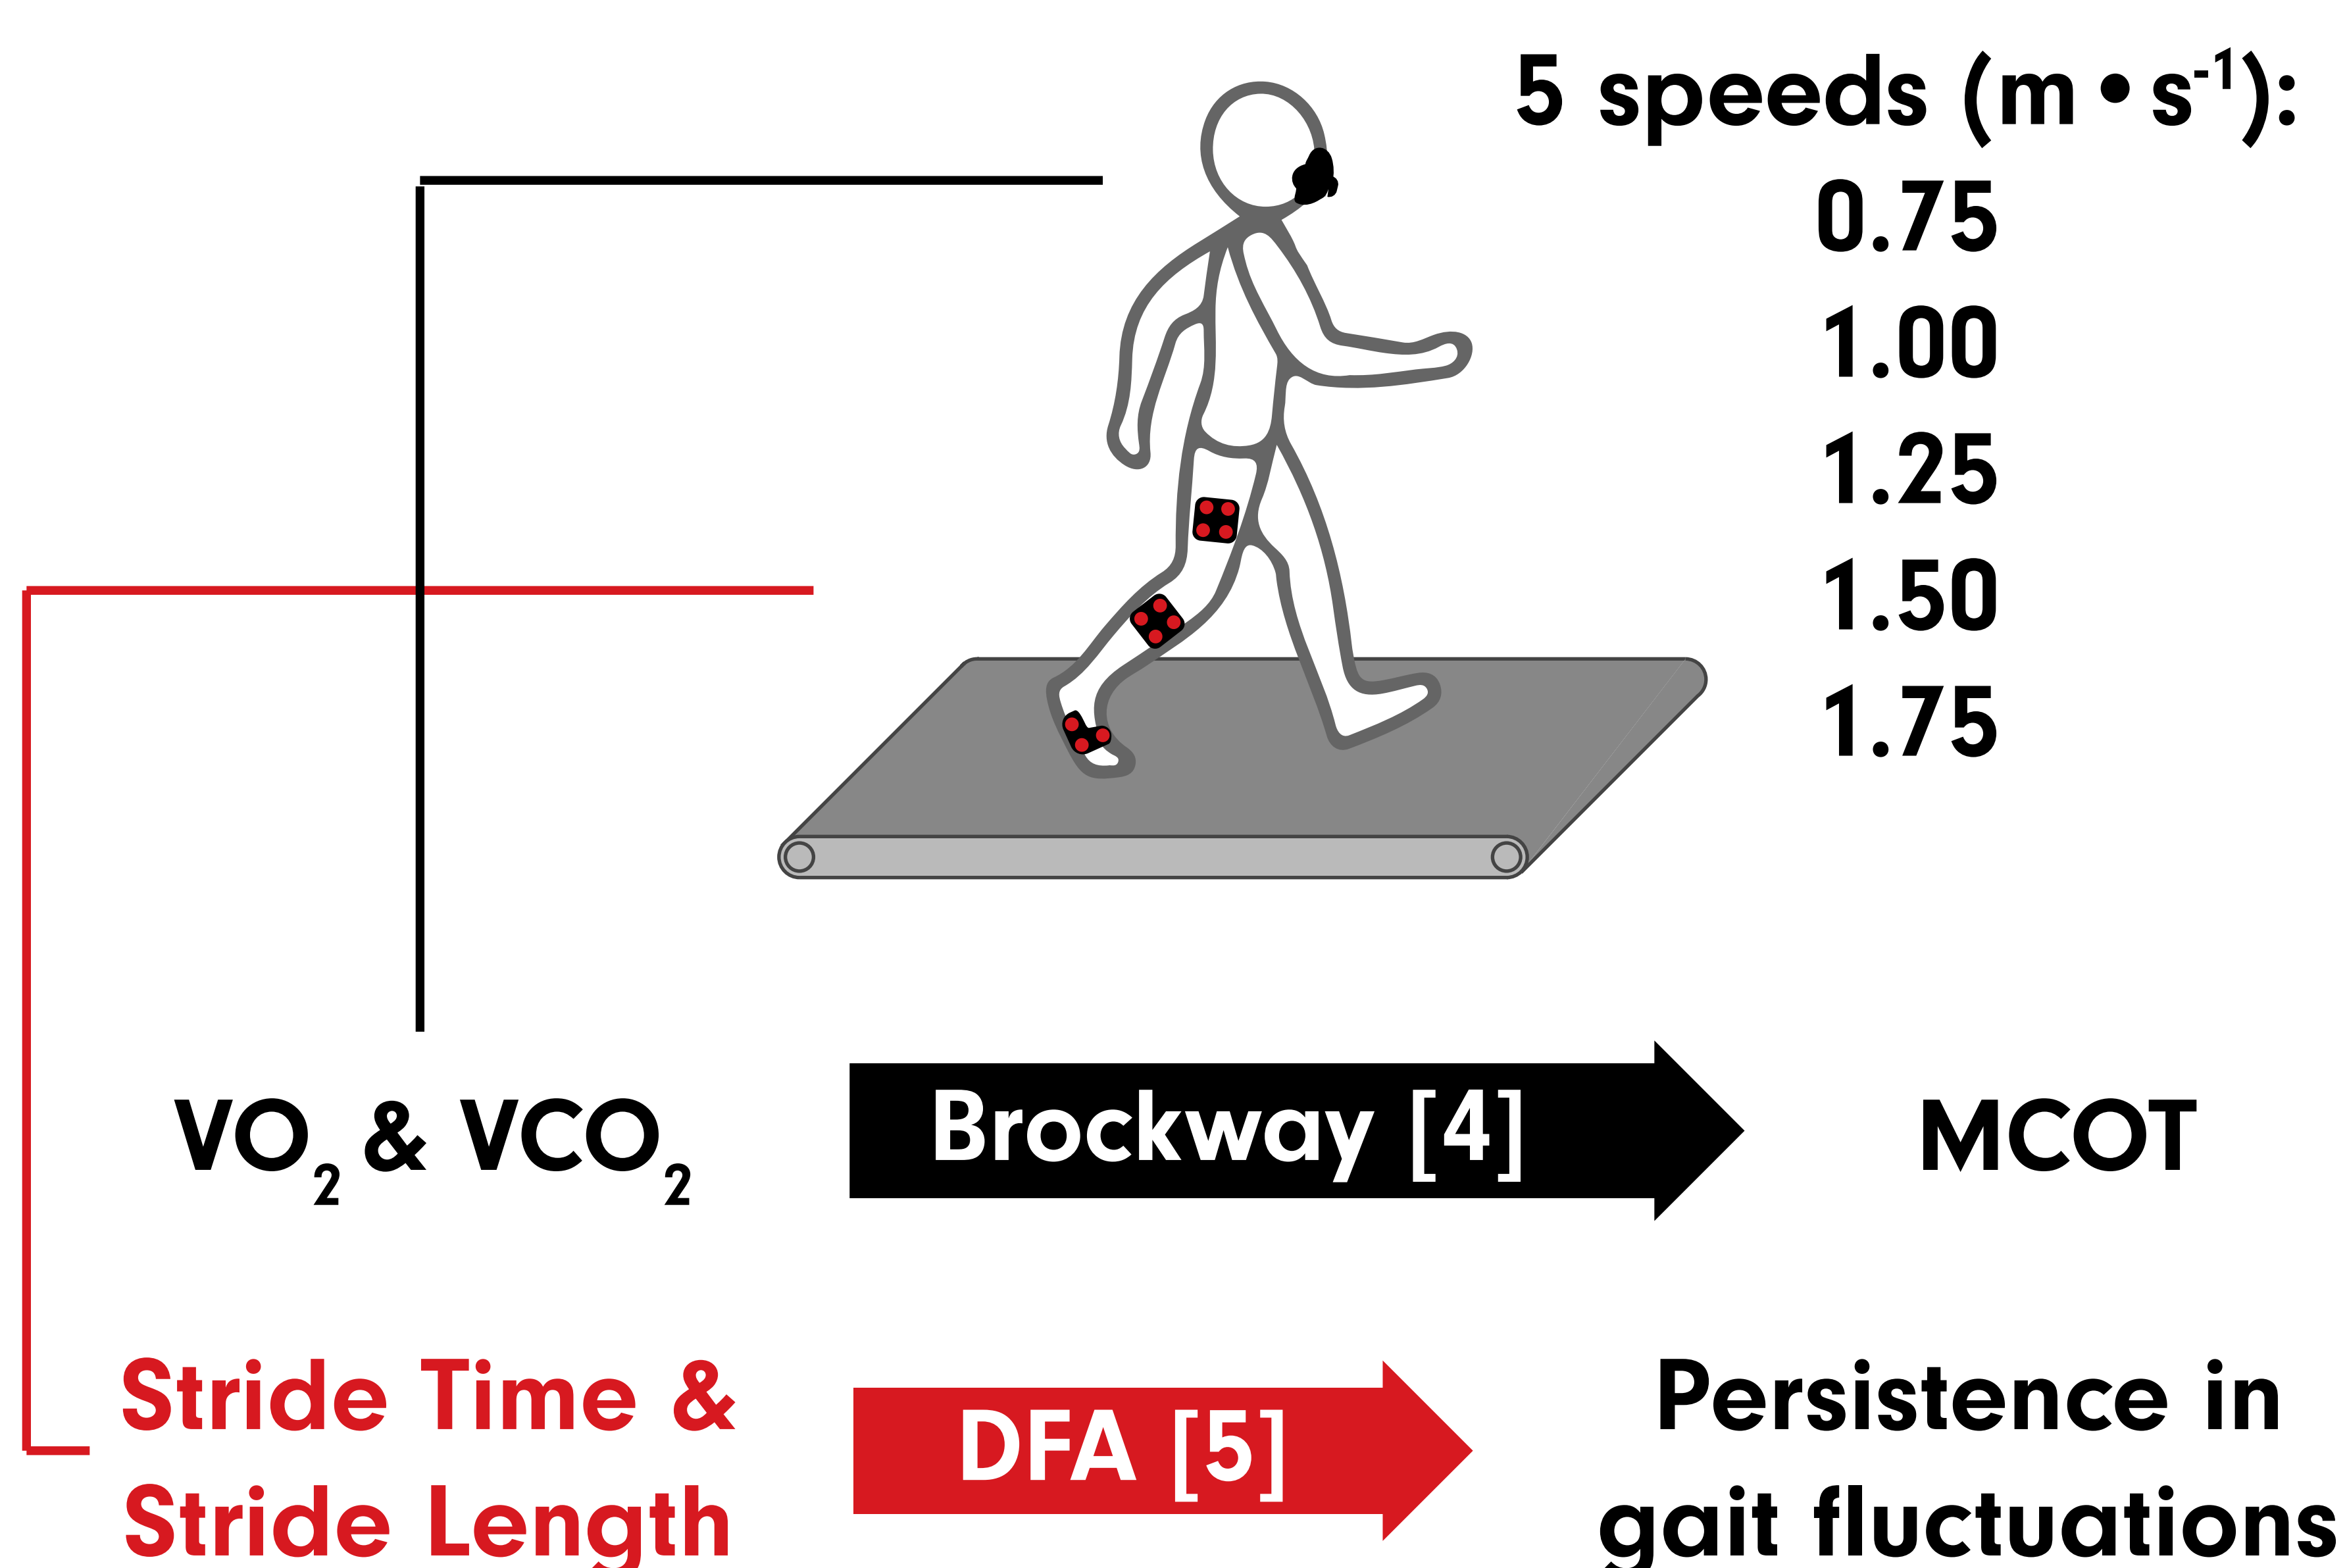 5 speeds (m•s⁻¹):
0.75
1.00
1.25
1.50
1.75
VO₂ & VCO₂
Brockway [4]
MCOT
Stride Time &
Stride Length
DFA [5]
Persistence in
gait fluctuations